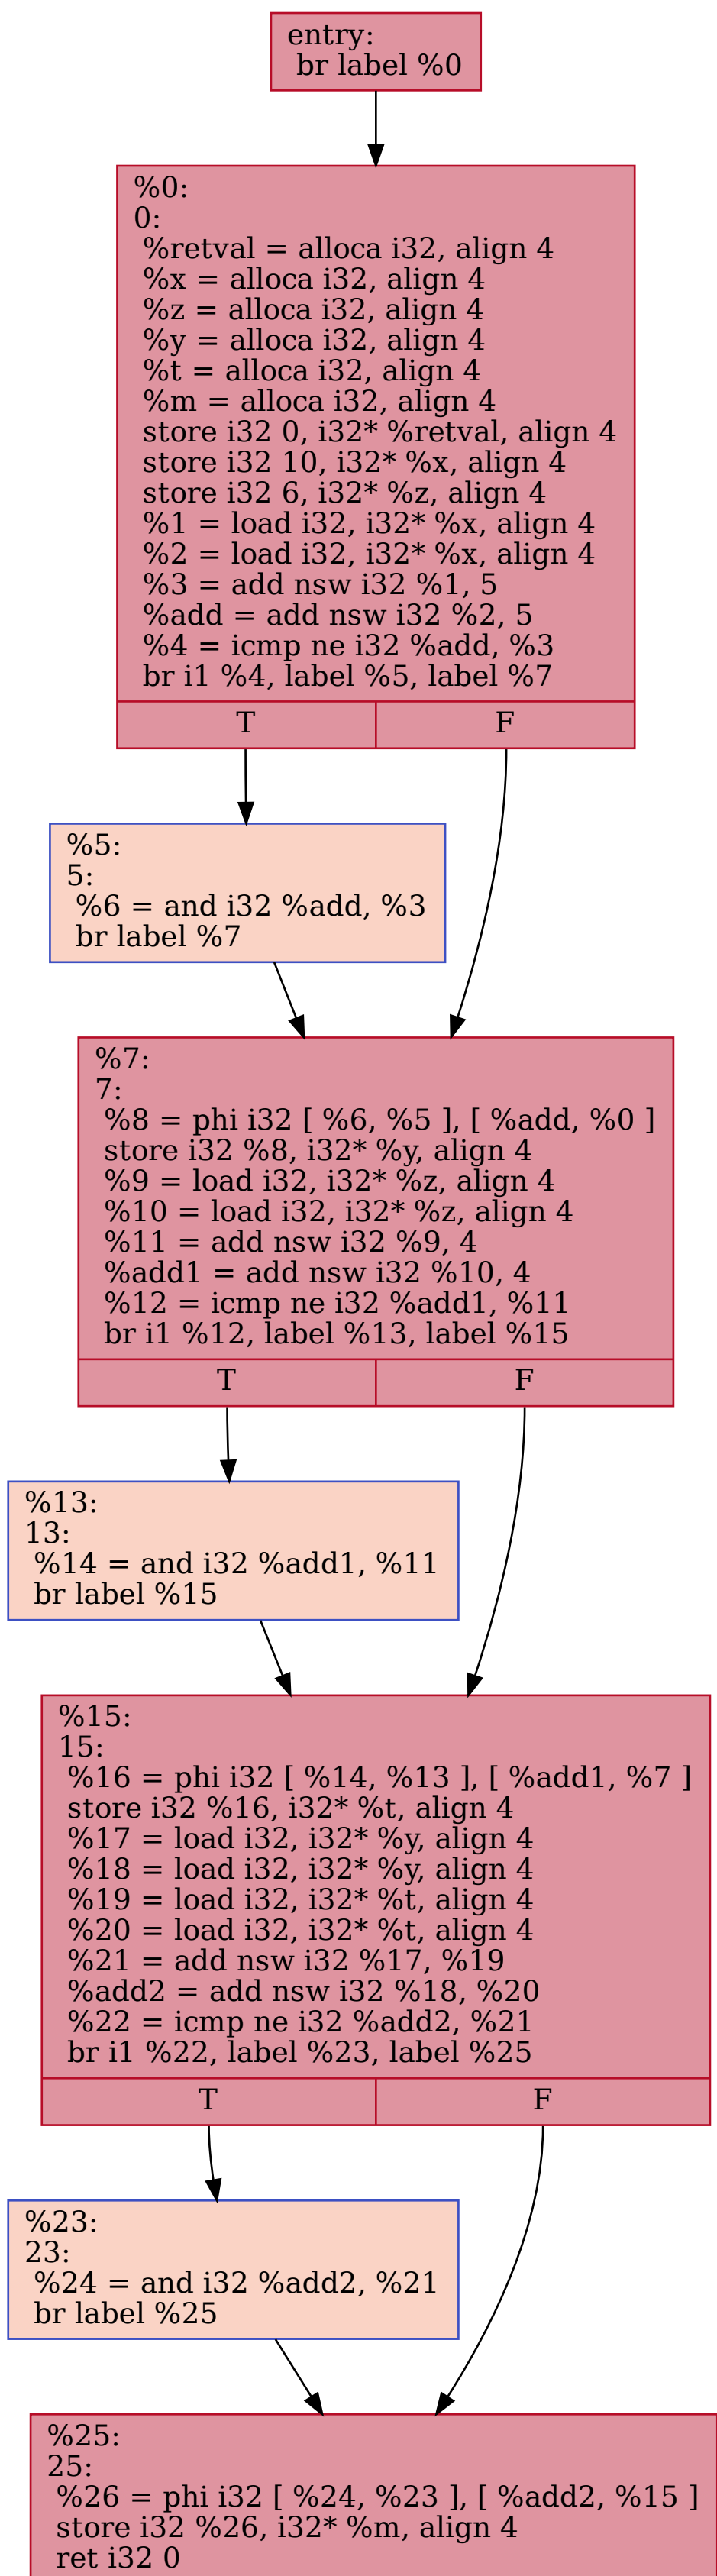 entry:
br label %0
%0:
0:
%retval = alloca i32, align 4
%x = alloca i32, align 4
%z = alloca i32, align 4
%y = alloca i32, align 4
%t = alloca i32, align 4
%m = alloca i32, align 4
store i32 0, i32* %retval, align 4
store i32 10, i32* %x, align 4
store i32 6, i32* %z, align 4
%1 = load i32, i32* %x, align 4
%2 = load i32, i32* %x, align 4
%3 = add nsw i32 %1, 5
%add = add nsw i32 %2, 5
%4 = icmp ne i32 %add, %3
br i1 %4, label %5, label %7
T F
%5:
5:
%6 = and i32 %add, %3
br label %7
%7:
7:
%8 = phi i32 [ %6, %5 ], [ %add, %0 ]
store i32 %8, i32* %y, align 4
%9 = load i32, i32* %z, align 4
%10 = load i32, i32* %z, align 4
%11 = add nsw i32 %9, 4
%add1 = add nsw i32 %10, 4
%12 = icmp ne i32 %add1, %11
br i1 %12, label %13, label %15
T F
%13:
13:
%14 = and i32 %add1, %11
br label %15
%15:
15:
%16 = phi i32 [ %14, %13 ], [ %add1, %7 ]
store i32 %16, i32* %t, align 4
%17 = load i32, i32* %y, align 4
%18 = load i32, i32* %y, align 4
%19 = load i32, i32* %t, align 4
%20 = load i32, i32* %t, align 4
%21 = add nsw i32 %17, %19
%add2 = add nsw i32 %18, %20
%22 = icmp ne i32 %add2, %21
br i1 %22, label %23, label %25
T F
%23:
23:
%24 = and i32 %add2, %21
br label %25
%25:
25:
%26 = phi i32 [ %24, %23 ], [ %add2, %15 ]
store i32 %26, i32* %m, align 4
ret i32 0